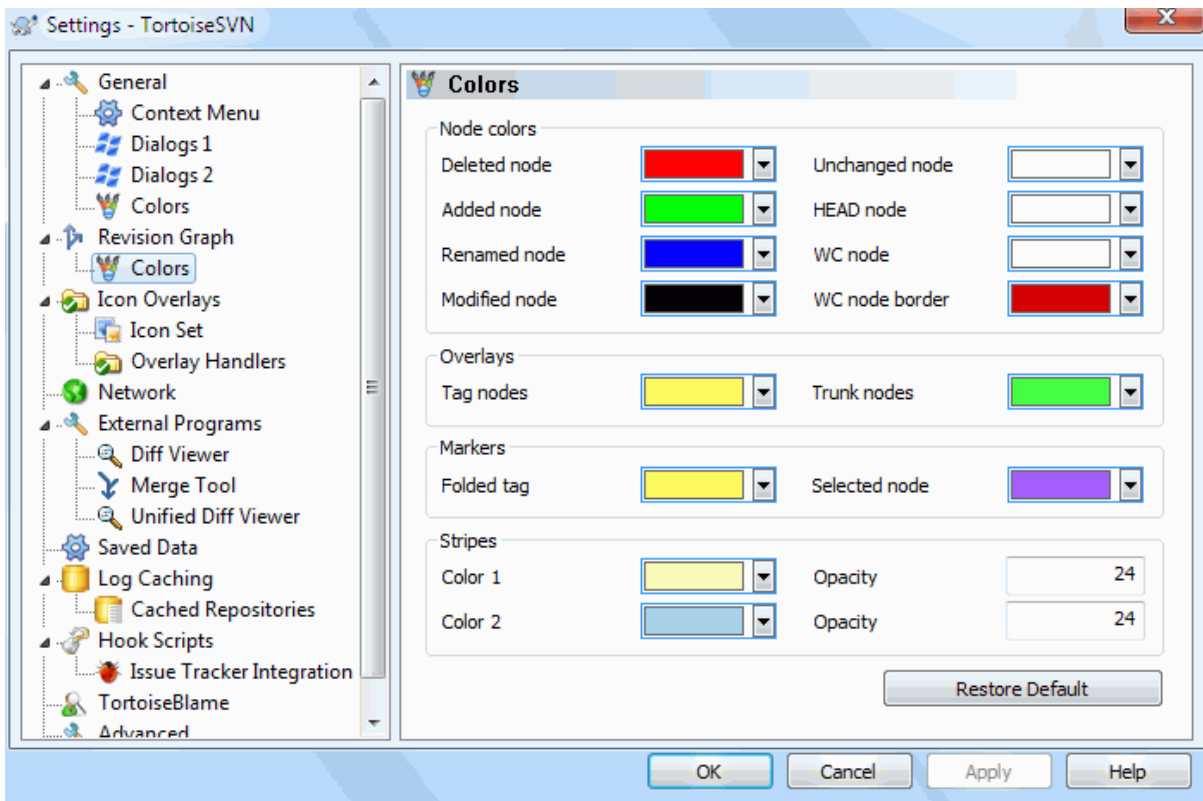 Settings - TortoiseSVN
General
Context Menu
Dialogs 1
Dialogs 2
Colors
Revision Graph
Colors
Icon Overlays
Icon Set
Overlay Handlers
Network
External Programs
Diff Viewer
Merge Tool
Unified Diff Viewer
Saved Data
Log Caching
Cached Repositories
Hook Scripts
Issue Tracker Integration
TortoiseBlame
Advanced
Colors
Node colors
Deleted node Unchanged node
Added node HEAD node
Renamed node WC node
Modified node WC node border
Overlays
Tag nodes Trunk nodes
Markers
Folded tag Selected node
Stripes
Color 1 Opacity 24
Color 2 Opacity 24
Restore Default
OK Cancel Apply Help